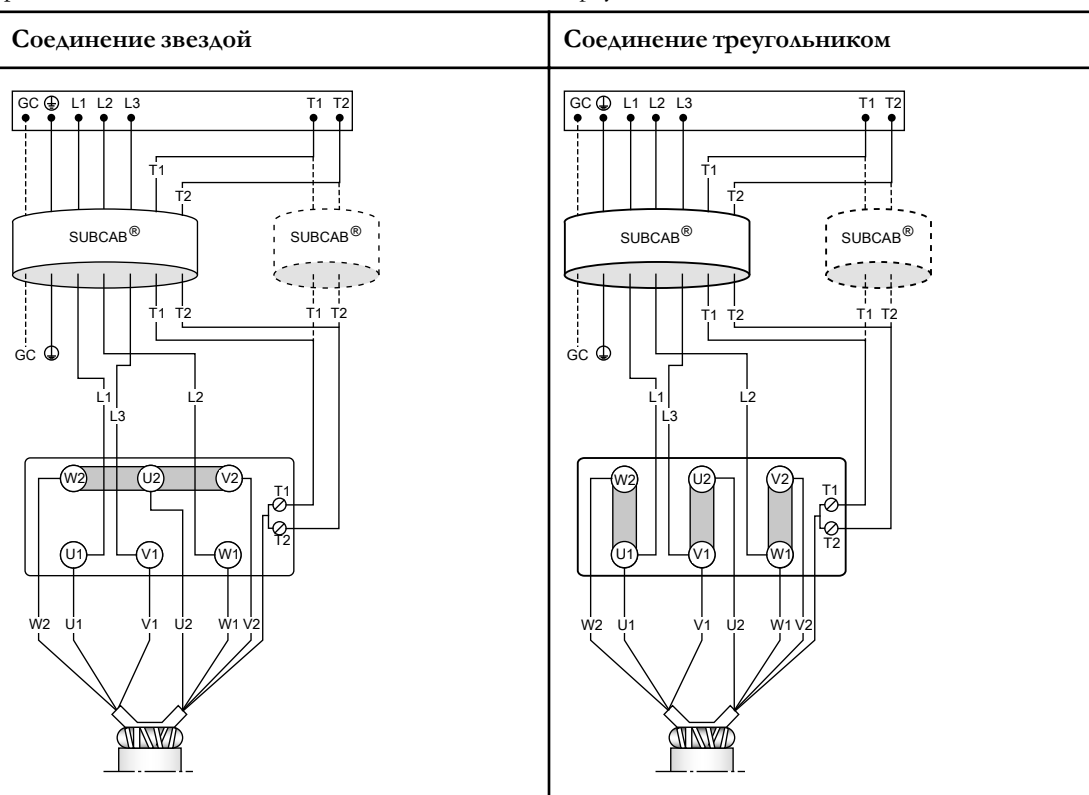 Соединение звездой
Соединение треугольником
GC L1 L2 L3 T1 T2
T1
T2
SUBCAB®
SUBCAB®
T1 T2
T1 T2
GC
L1
L2
L3
W2 U2 V2
T1
T2
U1 V1 W1
W2 U1 V1 U2 W1 V2
GC L1 L2 L3 T1 T2
T1
T2
SUBCAB®
SUBCAB®
T1 T2
T1 T2
GC
L1
L2
L3
W2 U2 V2
T1
T2
U1 V1 W1
W2 U1 V1 U2 W1 V2